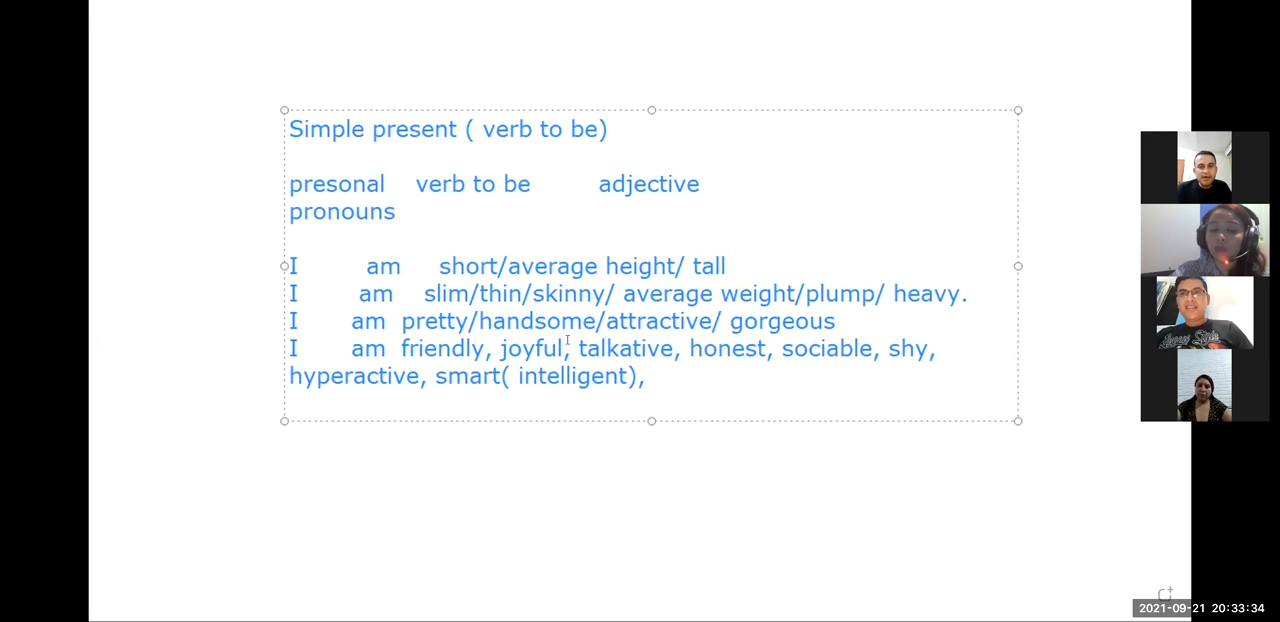 Simple present ( verb to be)
presonal verb to be adjective
pronouns
I am short/average height/ tall
I am slim/thin/skinny/ average weight/plump/ heavy.
I am pretty/handsome/attractive/ gorgeous
I am friendly, joyful, talkative, honest, sociable, shy,
hyperactive, smart( intelligent),
2021-09-21 20:33:34